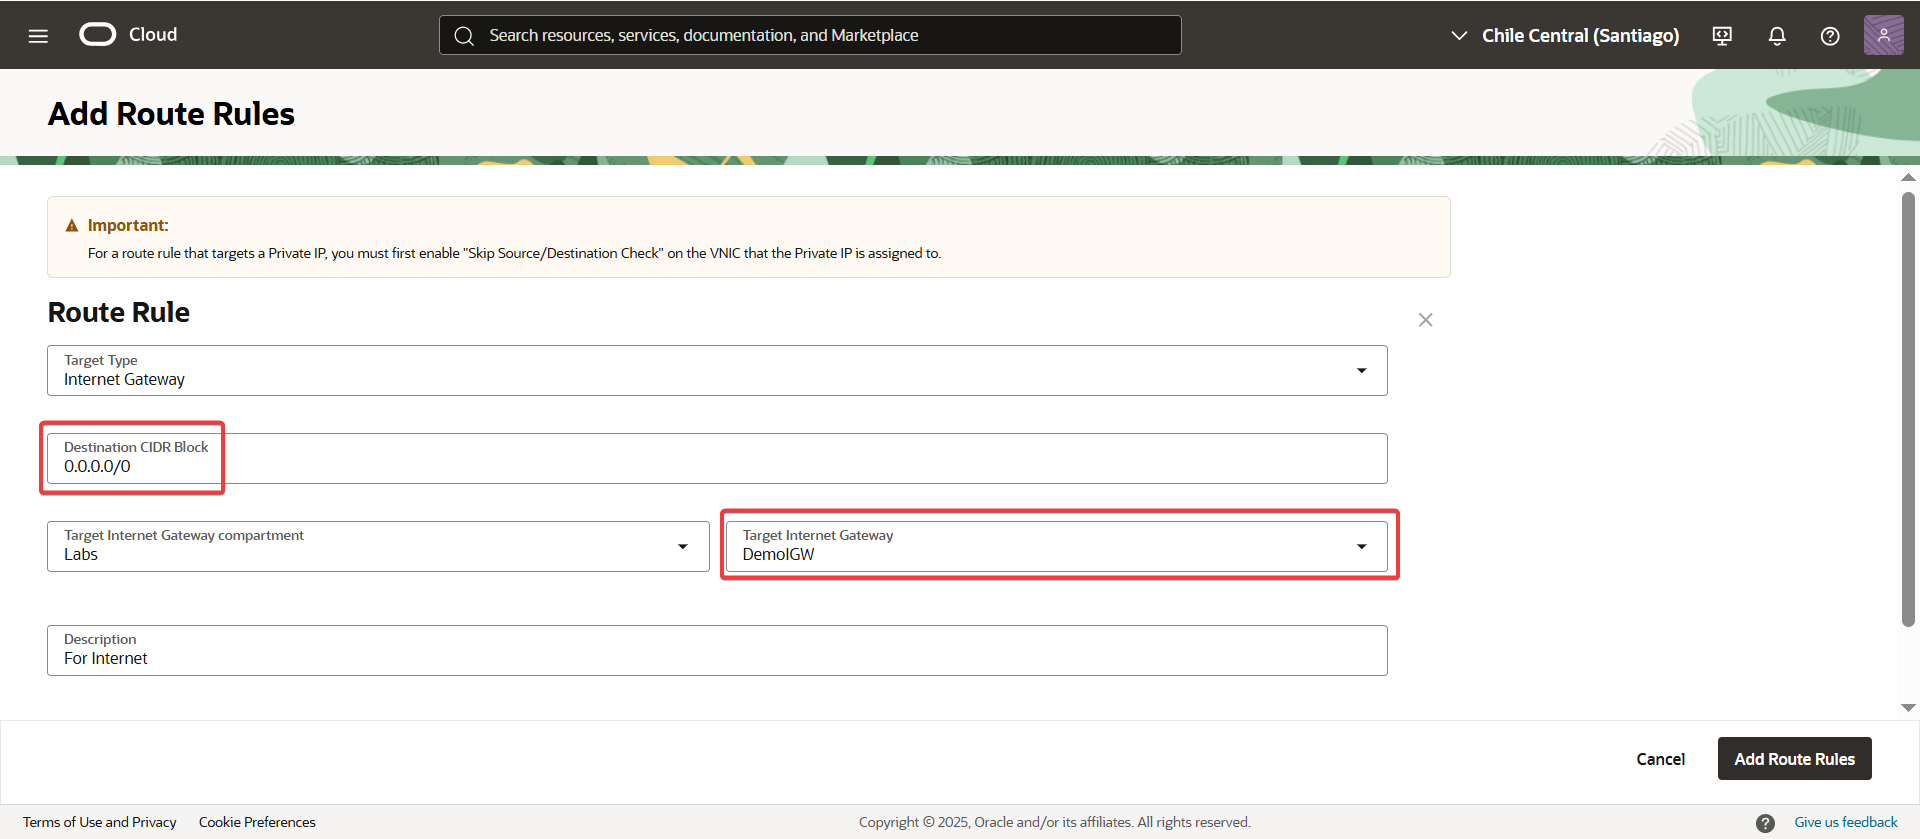 Cloud
Search resources, services, documentation, and Marketplace
Chile Central (Santiago)
Add Route Rules
Important:
For a route rule that targets a Private IP, you must first enable "Skip Source/Destination Check" on the VNIC that the Private IP is assigned to.
Route Rule
Target Type
Internet Gateway
Destination CIDR Block
0.0.0.0/0
Target Internet Gateway compartment
Labs
Target Internet Gateway
DemoIGW
Description
For Internet
Cancel
Add Route Rules
Terms of Use and Privacy
Cookie Preferences
Copyright © 2025, Oracle and/or its affiliates. All rights reserved.
Give us feedback